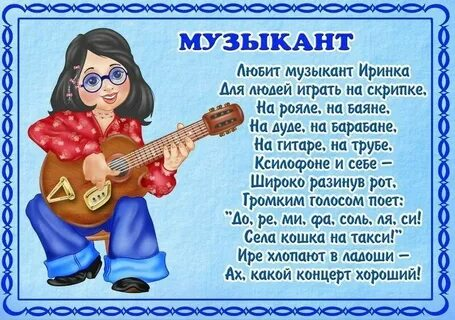 МУЗЫКАНТ
Любит музыкант Иринка
Для людей играть на скрипке,
На рояле, на баяне,
На дуде, на барабане,
На гитаре, на трубе,
Ксилофоне и себе –
Широко разинув рот,
Громким голосом поет:
"До, ре, ми, фа, соль, ля, си!
Села кошка на такси!"
Ире хлопают в ладоши –
Ах, какой концерт хороший!